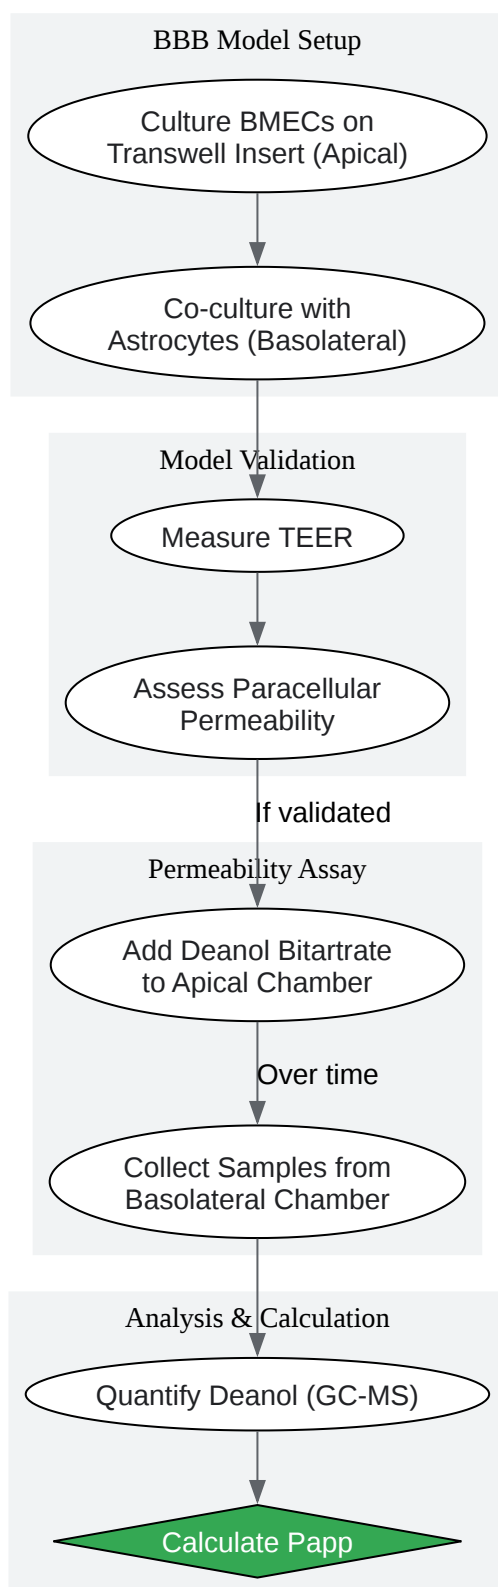 BBB Model Setup
Culture BMECs on
Transwell Insert (Apical)
Co-culture with
Astrocytes (Basolateral)
Model Validation
Measure TEER
Assess Paracellular
Permeability
If validated
Permeability Assay
Add Deanol Bitartrate
to Apical Chamber
Over time
Collect Samples from
Basolateral Chamber
Analysis & Calculation
Quantify Deanol (GC-MS)
Calculate Papp